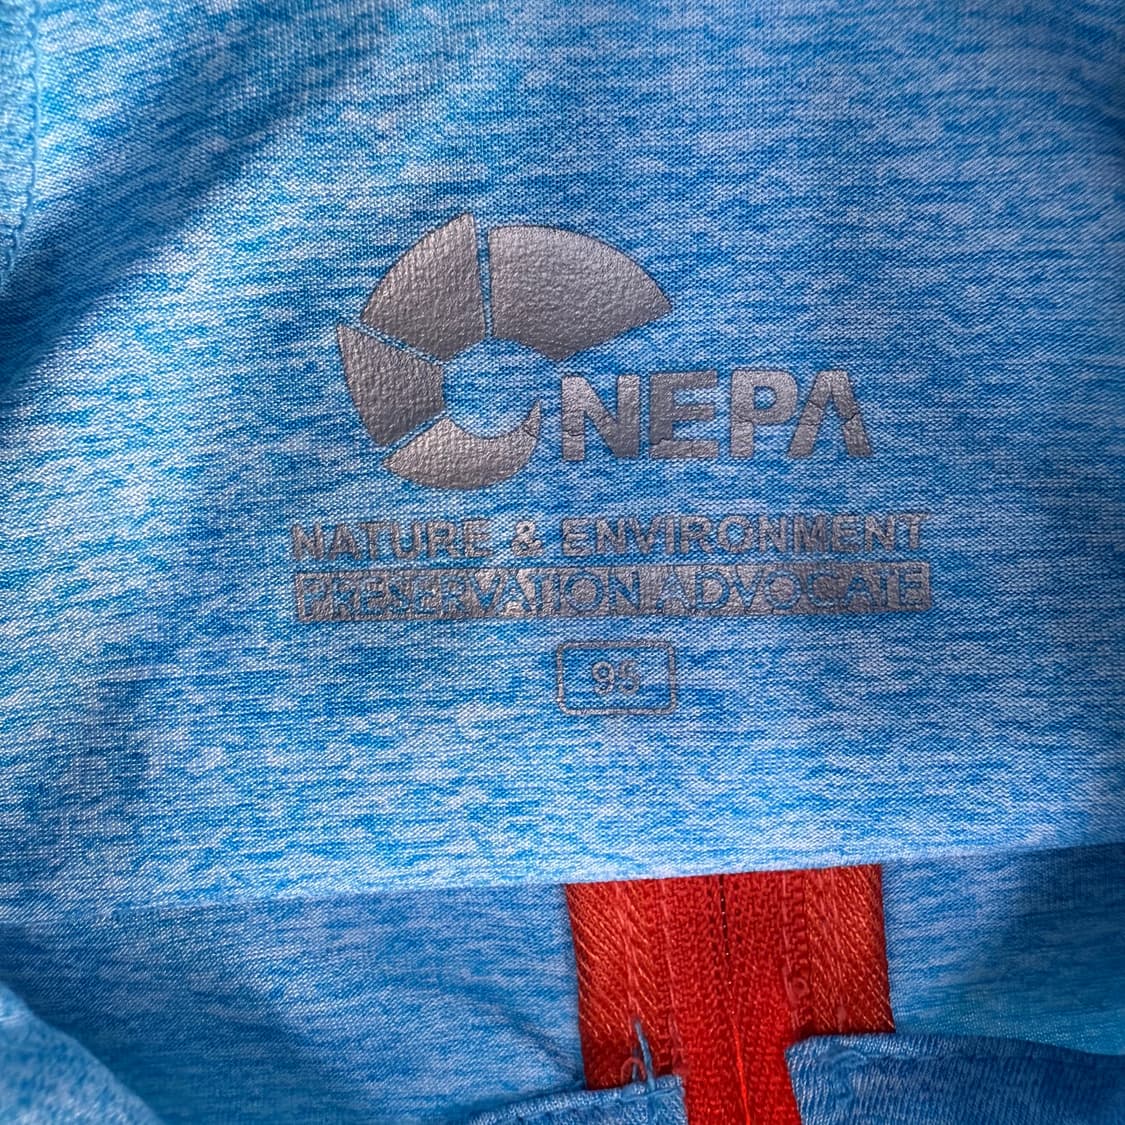 NEPA
NATURE & ENVIRONMENT
PRESERVATION ADVOCATE
95